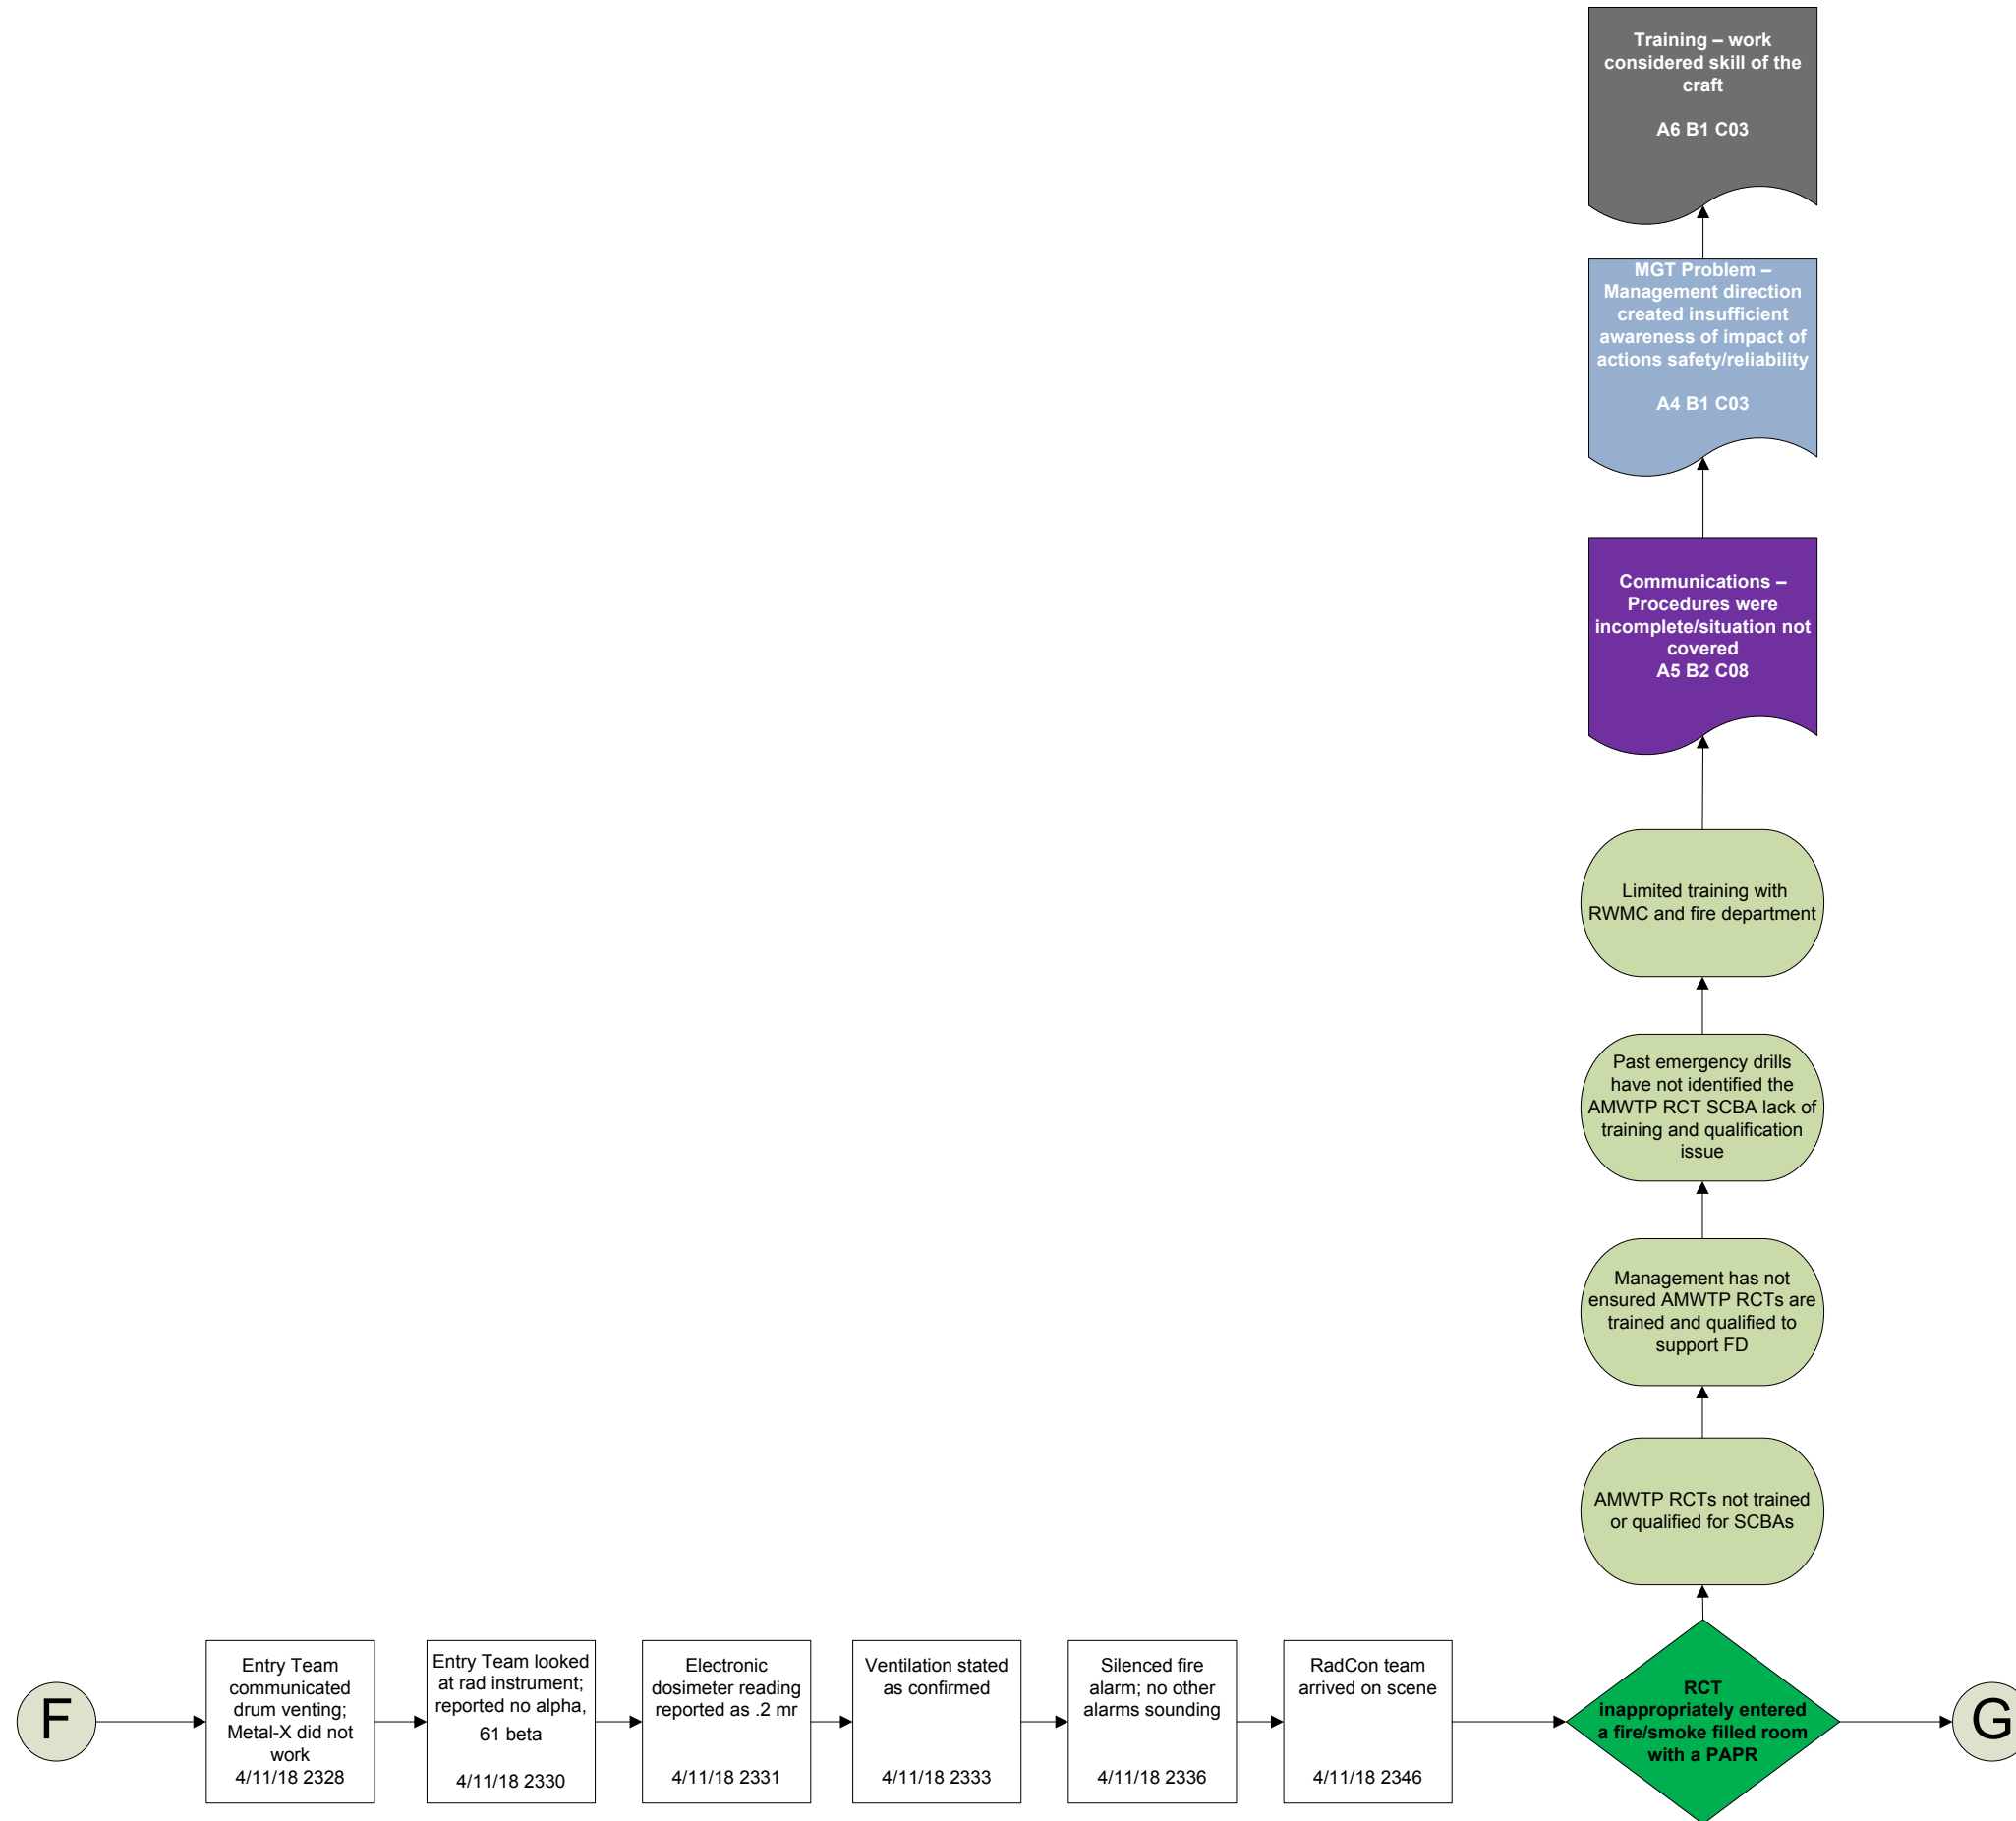 Training – work
considered skill of the
craft
A6 B1 C03
MGT Problem –
Management direction
created insufficient
awareness of impact of
actions safety/reliability
A4 B1 C03
Communications –
Procedures were
incomplete/situation not
covered
A5 B2 C08
Limited training with
RWMC and fire department
Past emergency drills
have not identified the
AMWTP RCT SCBA lack of
training and qualification
issue
Management has not
ensured AMWTP RCTs are
trained and qualified to
support FD
AMWTP RCTs not trained
or qualified for SCBAs
F
Entry Team
communicated
drum venting;
Metal-X did not
work
4/11/18 2328
Entry Team looked
at rad instrument;
reported no alpha,
61 beta
4/11/18 2330
Electronic
dosimeter reading
reported as .2 mr
4/11/18 2331
Ventilation stated
as confirmed
4/11/18 2333
Silenced fire
alarm; no other
alarms sounding
4/11/18 2336
RadCon team
arrived on scene
4/11/18 2346
RCT
inappropriately entered
a fire/smoke filled room
with a PAPR
G